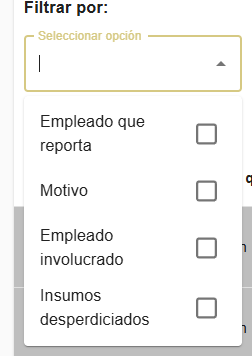 Filtrar por:
Seleccionar opción
Empleado que
reporta
Motivo
Empleado
involucrado
Insumos
desperdiciados